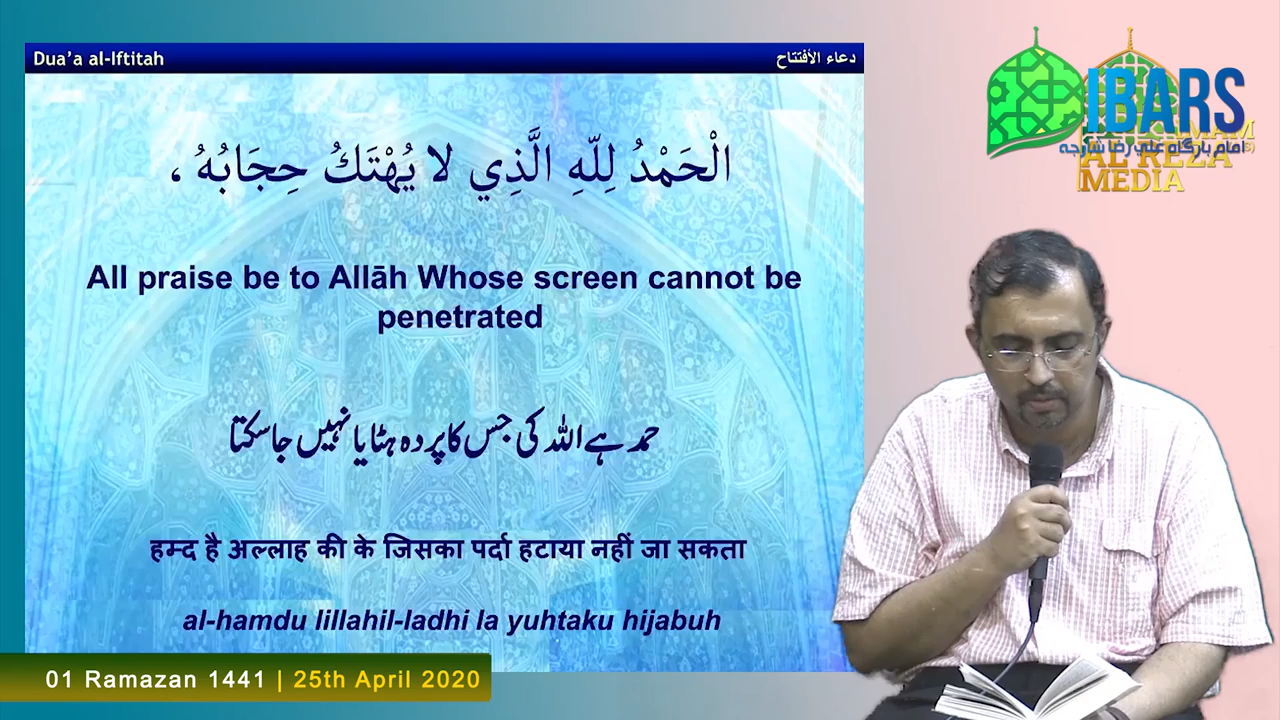 Dua'a al-Iftitah
دعاء الأفتتاح
الْحَمْدُ لِلّهِ الَّذِي لا يُهْتَكُ حِجَابُهُ ،
All praise be to Allāh Whose screen cannot be
penetrated
حمد ہے اللہ کی جس کا پردہ ہٹایا نہیں جا سکتا
हम्द है अल्लाह की के जिसका पर्दा हटाया नहीं जा सकता
al-hamdu lillahil-ladhi la yuhtaku hijabuh
01 Ramazan 1441 | 25th April 2020
IBARS
امام بارگاہ علي رضا شارجه
IMAM
AL REZA
MEDIA